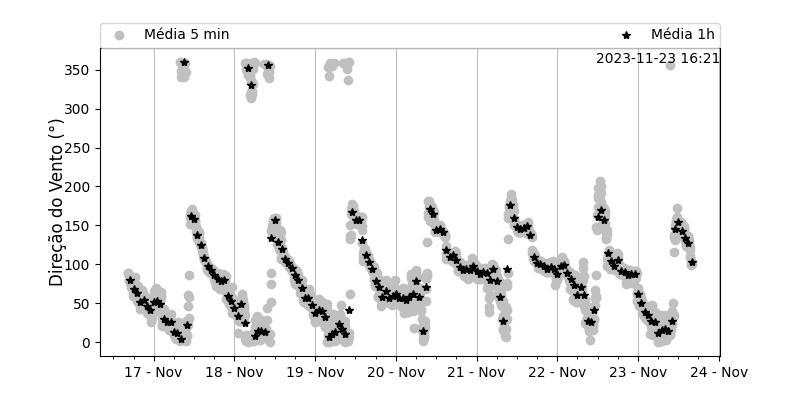 Média 5 min
Média 1h
2023-11-23 16:21
Direção do Vento (°)
350
300
250
200
150
100
50
0
17 - Nov
18 - Nov
19 - Nov
20 - Nov
21 - Nov
22 - Nov
23 - Nov
24 - Nov